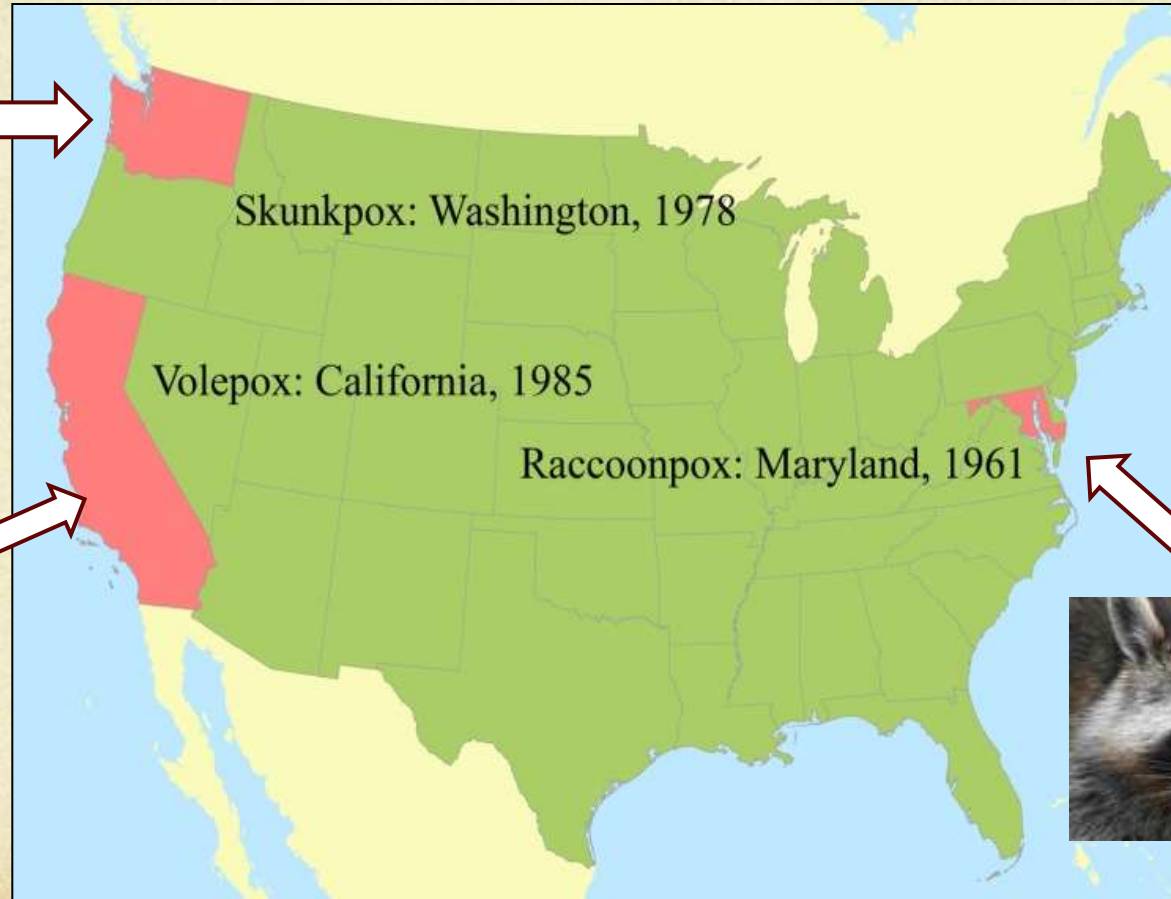 Skunkpox: Washington, 1978
Volepox: California, 1985
Raccoonpox: Maryland, 1961